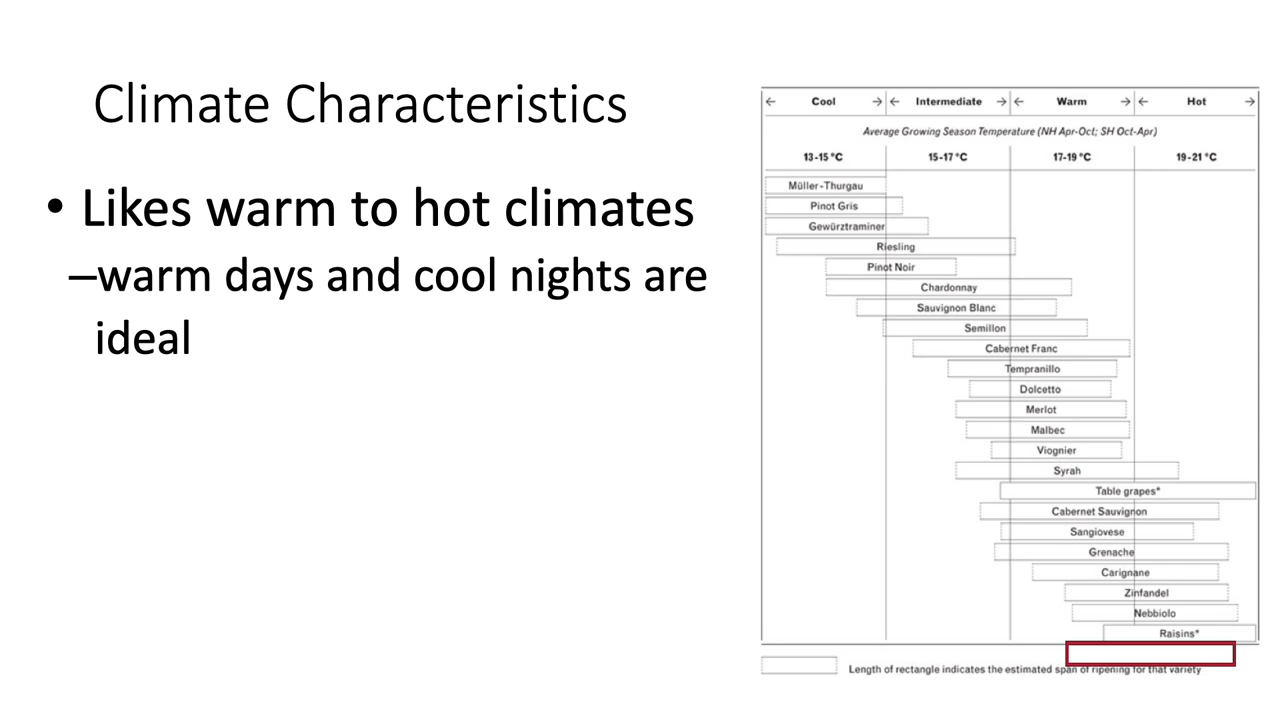 Climate Characteristics
• Likes warm to hot climates
–warm days and cool nights are
ideal
← Cool → ← Intermediate → ← Warm → ← Hot →
Average Growing Season Temperature (NH Apr-Oct; SH Oct-Apr)
13-15 °C 15-17 °C 17-19 °C 19-21 °C
Müller-Thurgau
Pinot Gris
Gewürztraminer
Riesling
Pinot Noir
Chardonnay
Sauvignon Blanc
Semillon
Cabernet Franc
Tempranillo
Dolcetto
Merlot
Malbec
Viognier
Syrah
Table grapes*
Cabernet Sauvignon
Sangiovese
Grenache
Carignane
Zinfandel
Nebbiolo
Raisins*
Length of rectangle indicates the estimated span of ripening for that variety